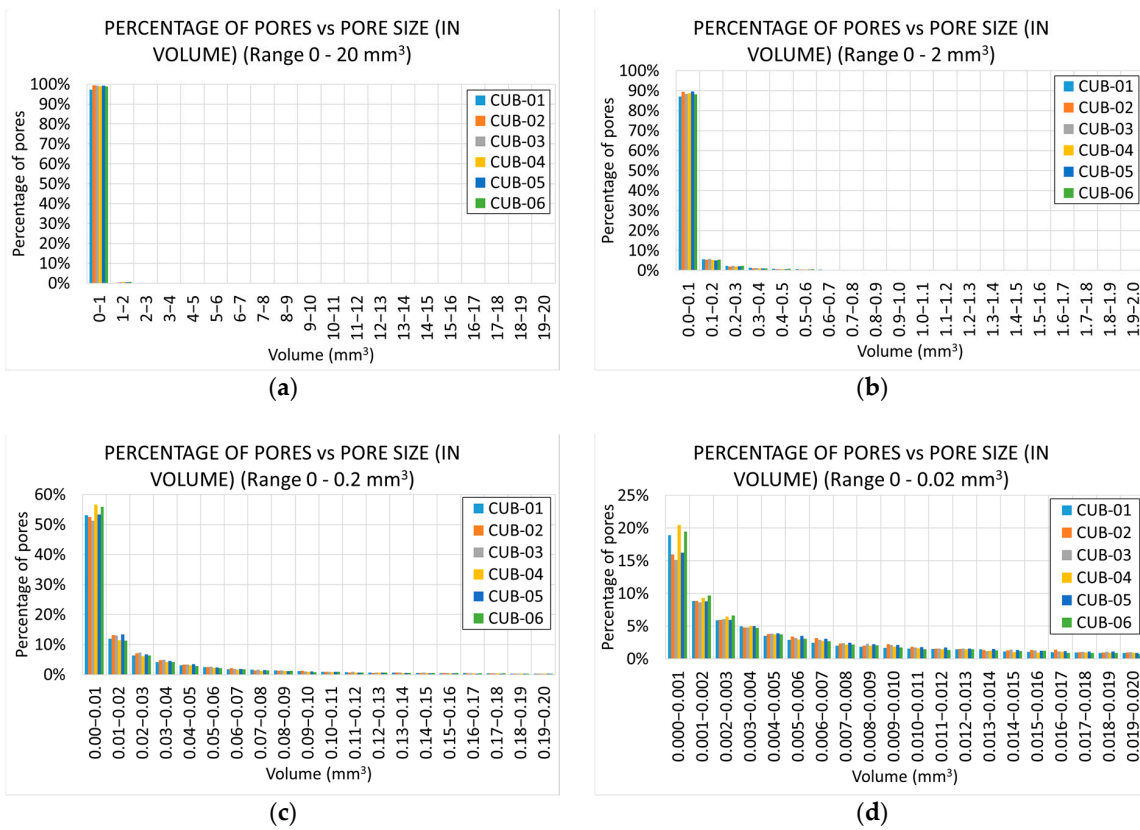 PERCENTAGE OF PORES vs PORE SIZE (IN
VOLUME) (Range 0 - 20 mm³)
100%
90%
80%
70%
60%
50%
40%
30%
20%
10%
0%
Percentage of pores
CUB-01
CUB-02
CUB-03
CUB-04
CUB-05
CUB-06
0–1
1–2
2–3
3–4
4–5
5–6
6–7
7–8
8–9
9–10
10–11
11–12
12–13
13–14
14–15
15–16
16–17
17–18
18–19
19–20
Volume (mm³)
(a)
PERCENTAGE OF PORES vs PORE SIZE (IN
VOLUME) (Range 0 - 2 mm³)
100%
90%
80%
70%
60%
50%
40%
30%
20%
10%
0%
Percentage of pores
CUB-01
CUB-02
CUB-03
CUB-04
CUB-05
CUB-06
0.0–0.1
0.1–0.2
0.2–0.3
0.3–0.4
0.4–0.5
0.5–0.6
0.6–0.7
0.7–0.8
0.8–0.9
0.9–1.0
1.0–1.1
1.1–1.2
1.2–1.3
1.3–1.4
1.4–1.5
1.5–1.6
1.6–1.7
1.7–1.8
1.8–1.9
1.9–2.0
Volume (mm³)
(b)
PERCENTAGE OF PORES vs PORE SIZE (IN
VOLUME) (Range 0 - 0.2 mm³)
60%
50%
40%
30%
20%
10%
0%
Percentage of pores
CUB-01
CUB-02
CUB-03
CUB-04
CUB-05
CUB-06
0.00–0.01
0.01–0.02
0.02–0.03
0.03–0.04
0.04–0.05
0.05–0.06
0.06–0.07
0.07–0.08
0.08–0.09
0.09–0.10
0.10–0.11
0.11–0.12
0.12–0.13
0.13–0.14
0.14–0.15
0.15–0.16
0.16–0.17
0.17–0.18
0.18–0.19
0.19–0.20
Volume (mm³)
(c)
PERCENTAGE OF PORES vs PORE SIZE (IN
VOLUME) (Range 0 - 0.02 mm³)
25%
20%
15%
10%
5%
0%
Percentage of pores
CUB-01
CUB-02
CUB-03
CUB-04
CUB-05
CUB-06
0.000–0.001
0.001–0.002
0.002–0.003
0.003–0.004
0.004–0.005
0.005–0.006
0.006–0.007
0.007–0.008
0.008–0.009
0.009–0.010
0.010–0.011
0.011–0.012
0.012–0.013
0.013–0.014
0.014–0.015
0.015–0.016
0.016–0.017
0.017–0.018
0.018–0.019
0.019–0.020
Volume (mm³)
(d)